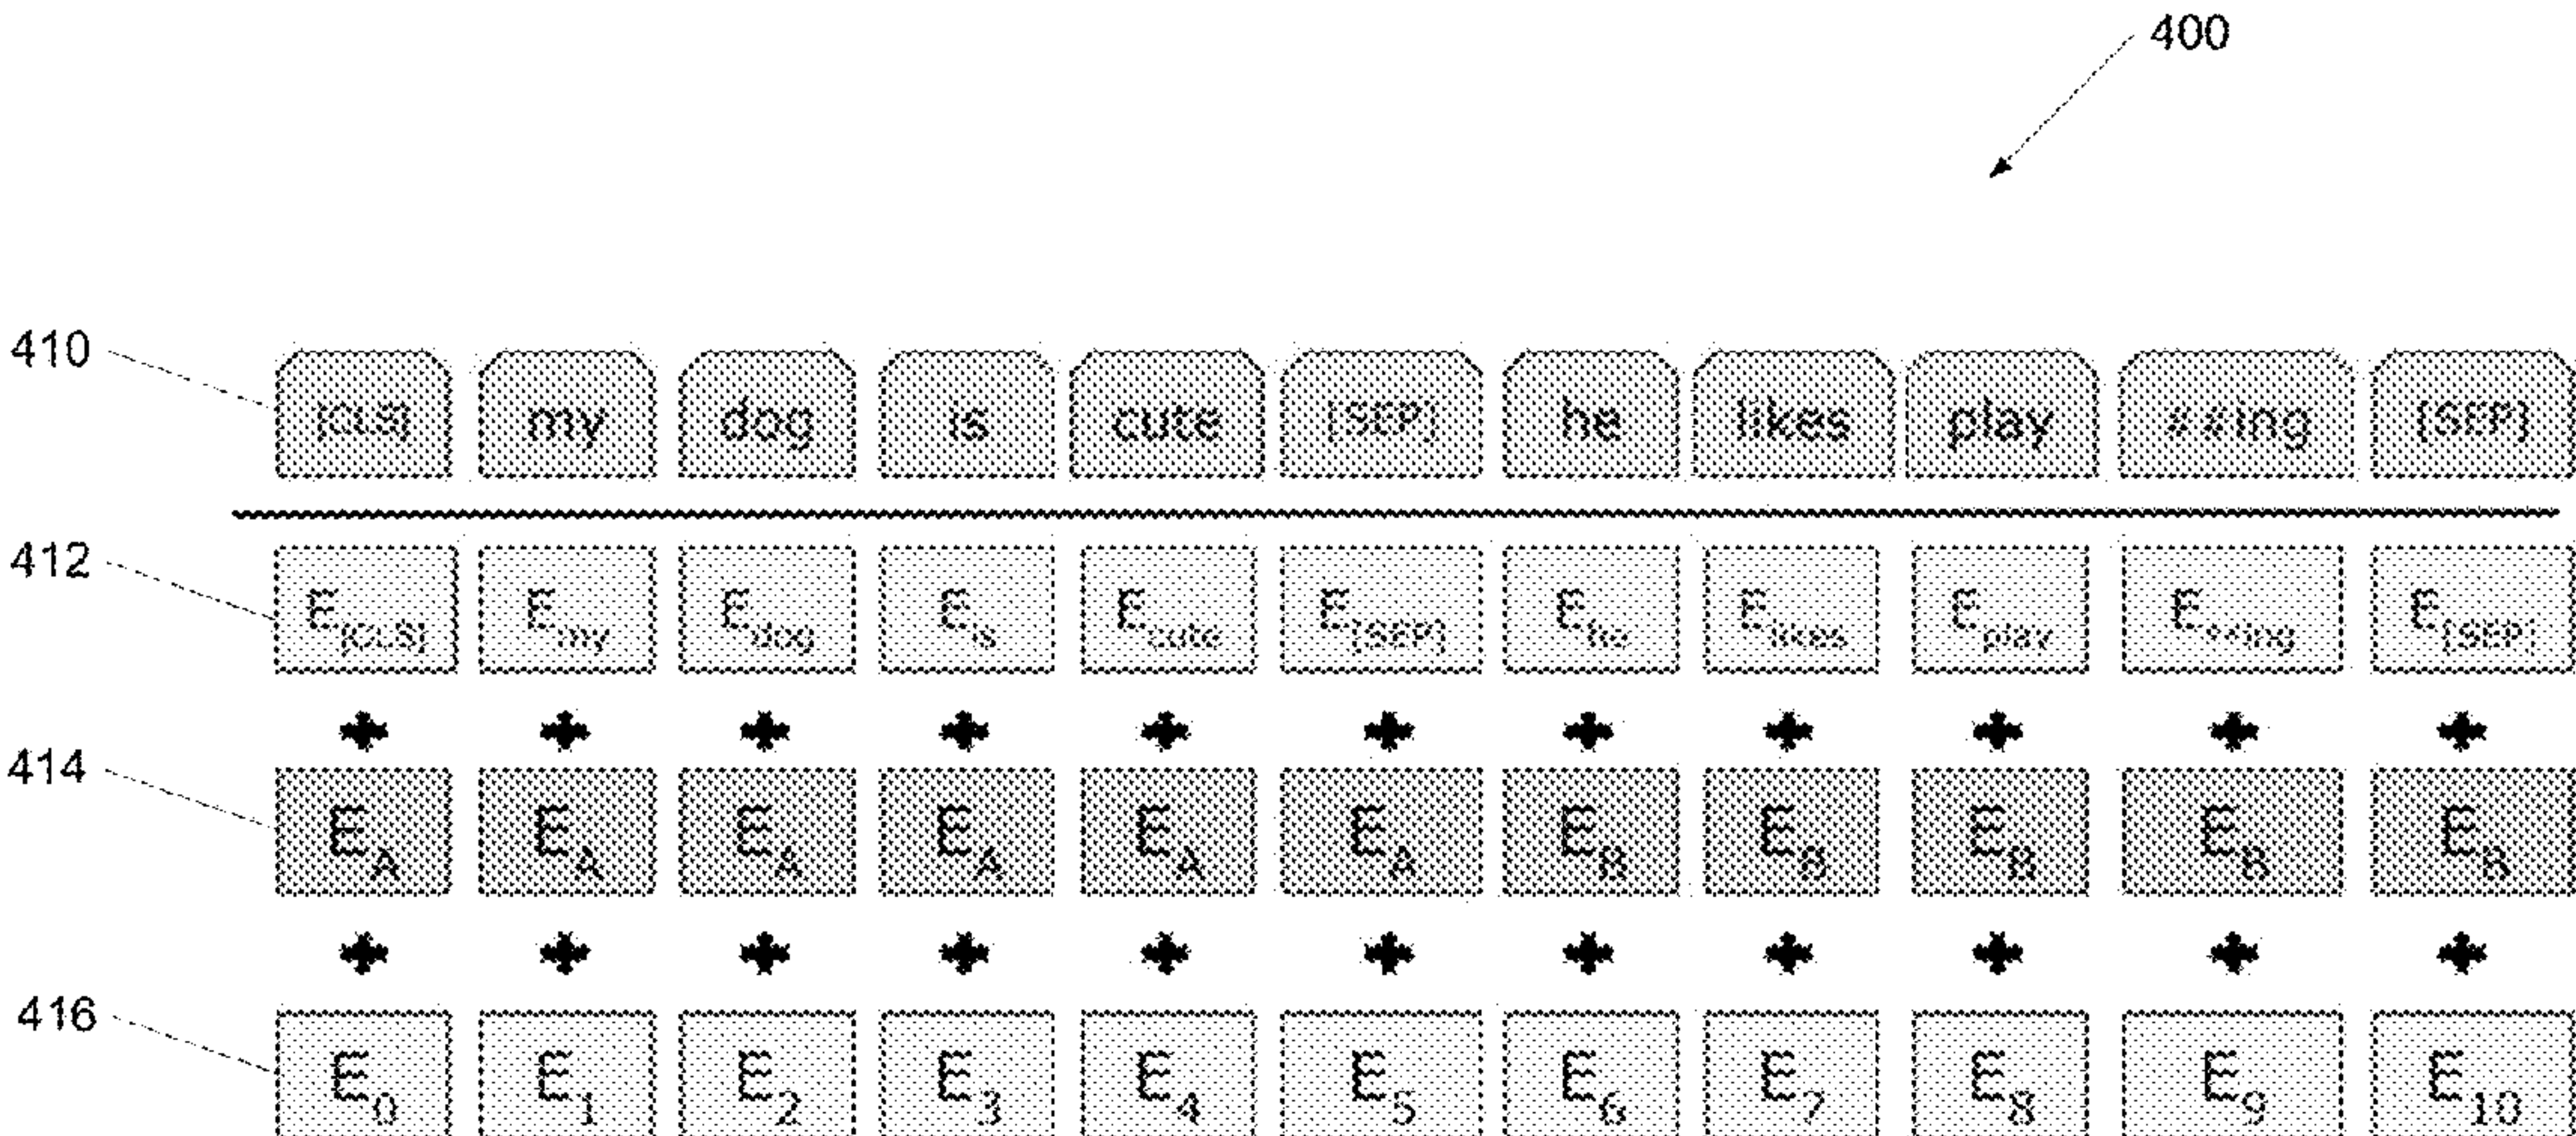 400
410 [CLS] my dog is cute [SEP] he likes play ##ing [SEP]
412 E[CLS] Emy Edog Eis Ecute E[SEP] Ehe Elikes Eplay E##ing E[SEP]
+ + + + + + + + + + +
414 EA EA EA EA EA EA EB EB EB EB EB
+ + + + + + + + + + +
416 E0 E1 E2 E3 E4 E5 E6 E7 E8 E9 E10